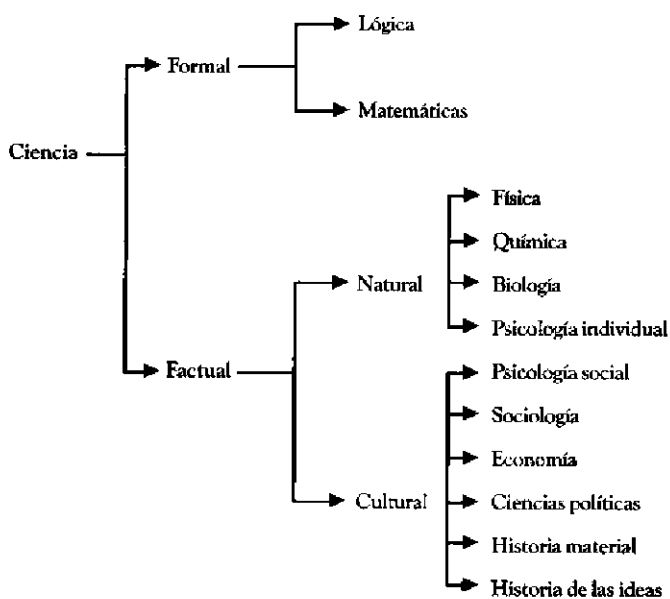 Ciencia
Formal
Lógica
Matemáticas
Factual
Natural
Física
Química
Biología
Psicología individual
Cultural
Psicología social
Sociología
Economía
Ciencias políticas
Historia material
Historia de las ideas